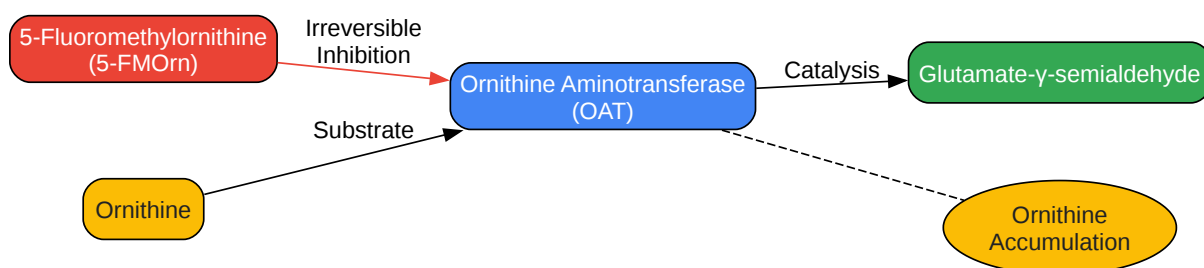 5-Fluoromethylornithine
(5-FMOrn)
Irreversible
Inhibition
Ornithine Aminotransferase
(OAT)
Catalysis
Glutamate-γ-semialdehyde
Substrate
Ornithine
Ornithine
Accumulation